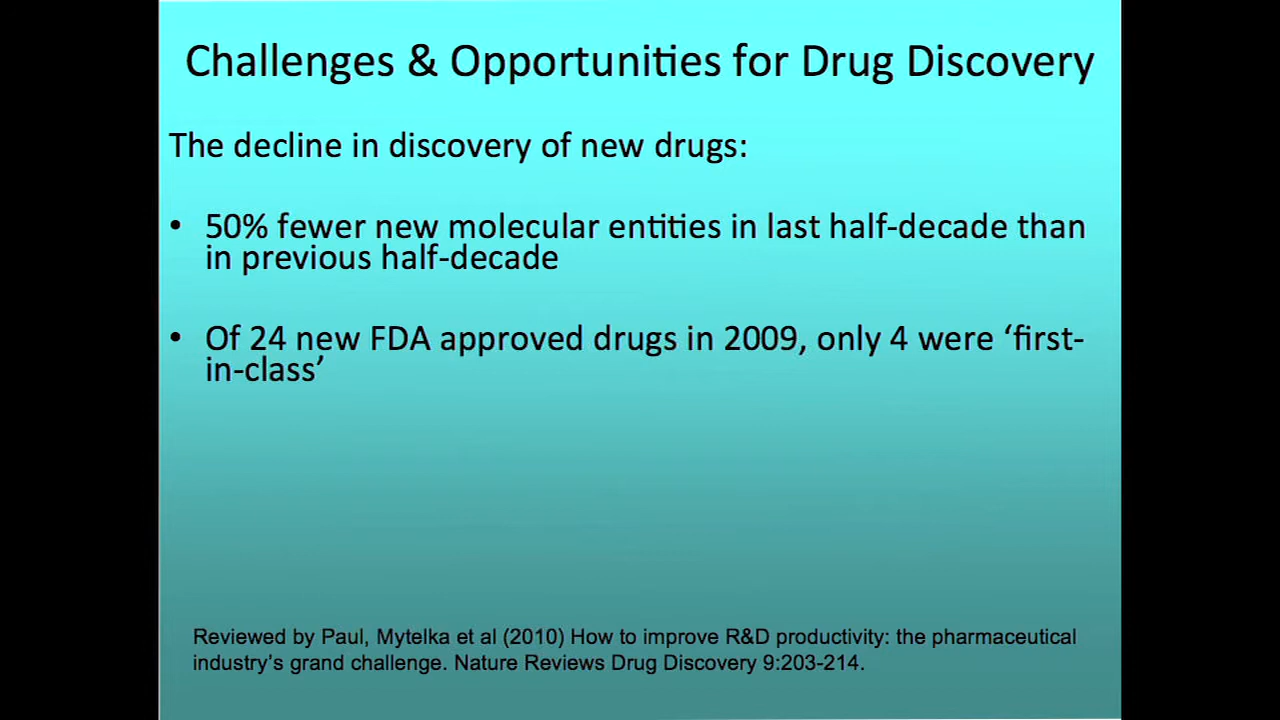 Challenges & Opportunities for Drug Discovery
The decline in discovery of new drugs:
• 50% fewer new molecular entities in last half-decade than
in previous half-decade
• Of 24 new FDA approved drugs in 2009, only 4 were ‘first-
in-class’
Reviewed by Paul, Mytelka et al (2010) How to improve R&D productivity: the pharmaceutical
industry's grand challenge. Nature Reviews Drug Discovery 9:203-214.